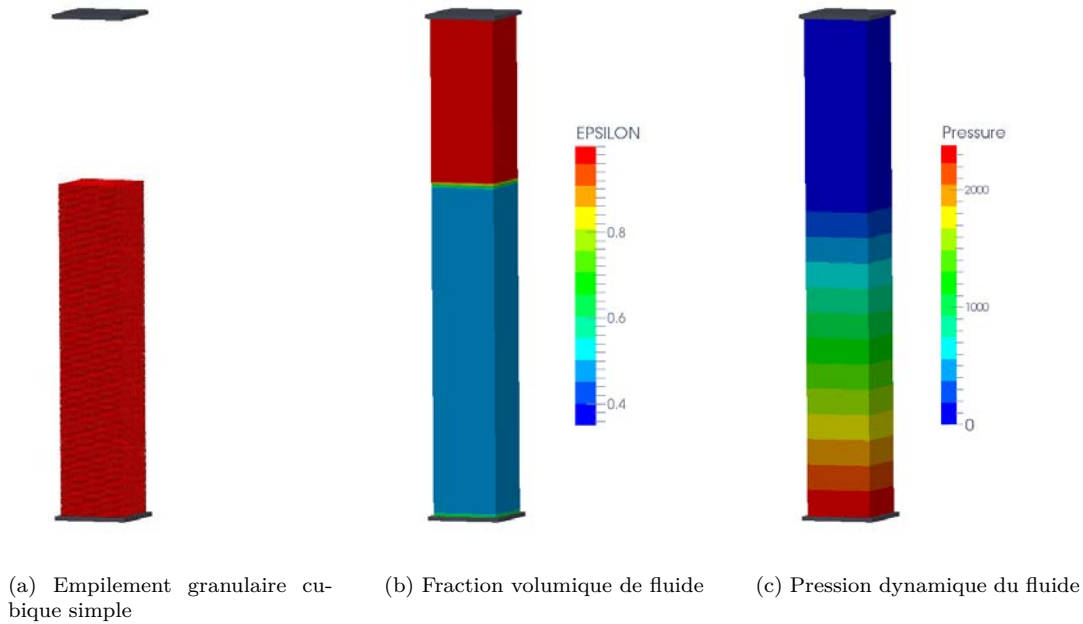 EPSILON
0.8
0.6
0.4
Pressure
2000
1000
0
(a) Empilement granulaire cu-
bique simple
(b) Fraction volumique de fluide
(c) Pression dynamique du fluide